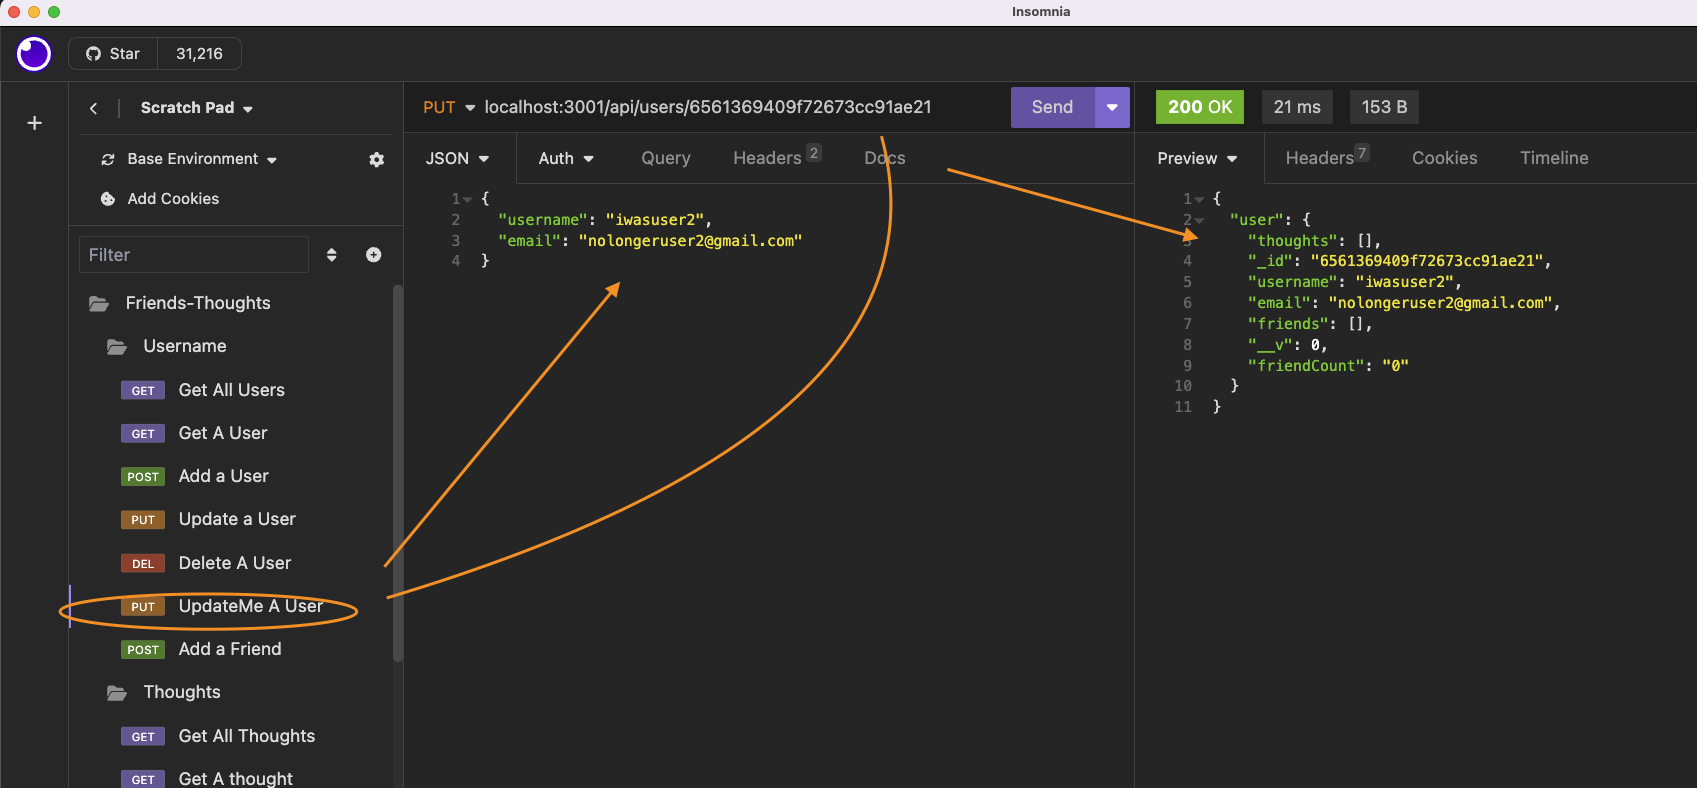 Insomnia
Star 31,216
Scratch Pad
Base Environment
Add Cookies
Filter
Friends-Thoughts
Username
GET Get All Users
GET Get A User
POST Add a User
PUT Update a User
DEL Delete A User
PUT UpdateMe A User
POST Add a Friend
Thoughts
GET Get All Thoughts
GET Get A thought
PUT localhost:3001/api/users/6561369409f72673cc91ae21 Send
JSON Auth Query Headers 2 Docs
1 {
2 "username": "iwasuser2",
3 "email": "nolongeruser2@gmail.com"
4 }
200 OK 21 ms 153 B
Preview Headers 7 Cookies Timeline
1 {
2 "user": {
3 "thoughts": [],
4 "_id": "6561369409f72673cc91ae21",
5 "username": "iwasuser2",
6 "email": "nolongeruser2@gmail.com",
7 "friends": [],
8 "__v": 0,
9 "friendCount": "0"
10 }
11 }